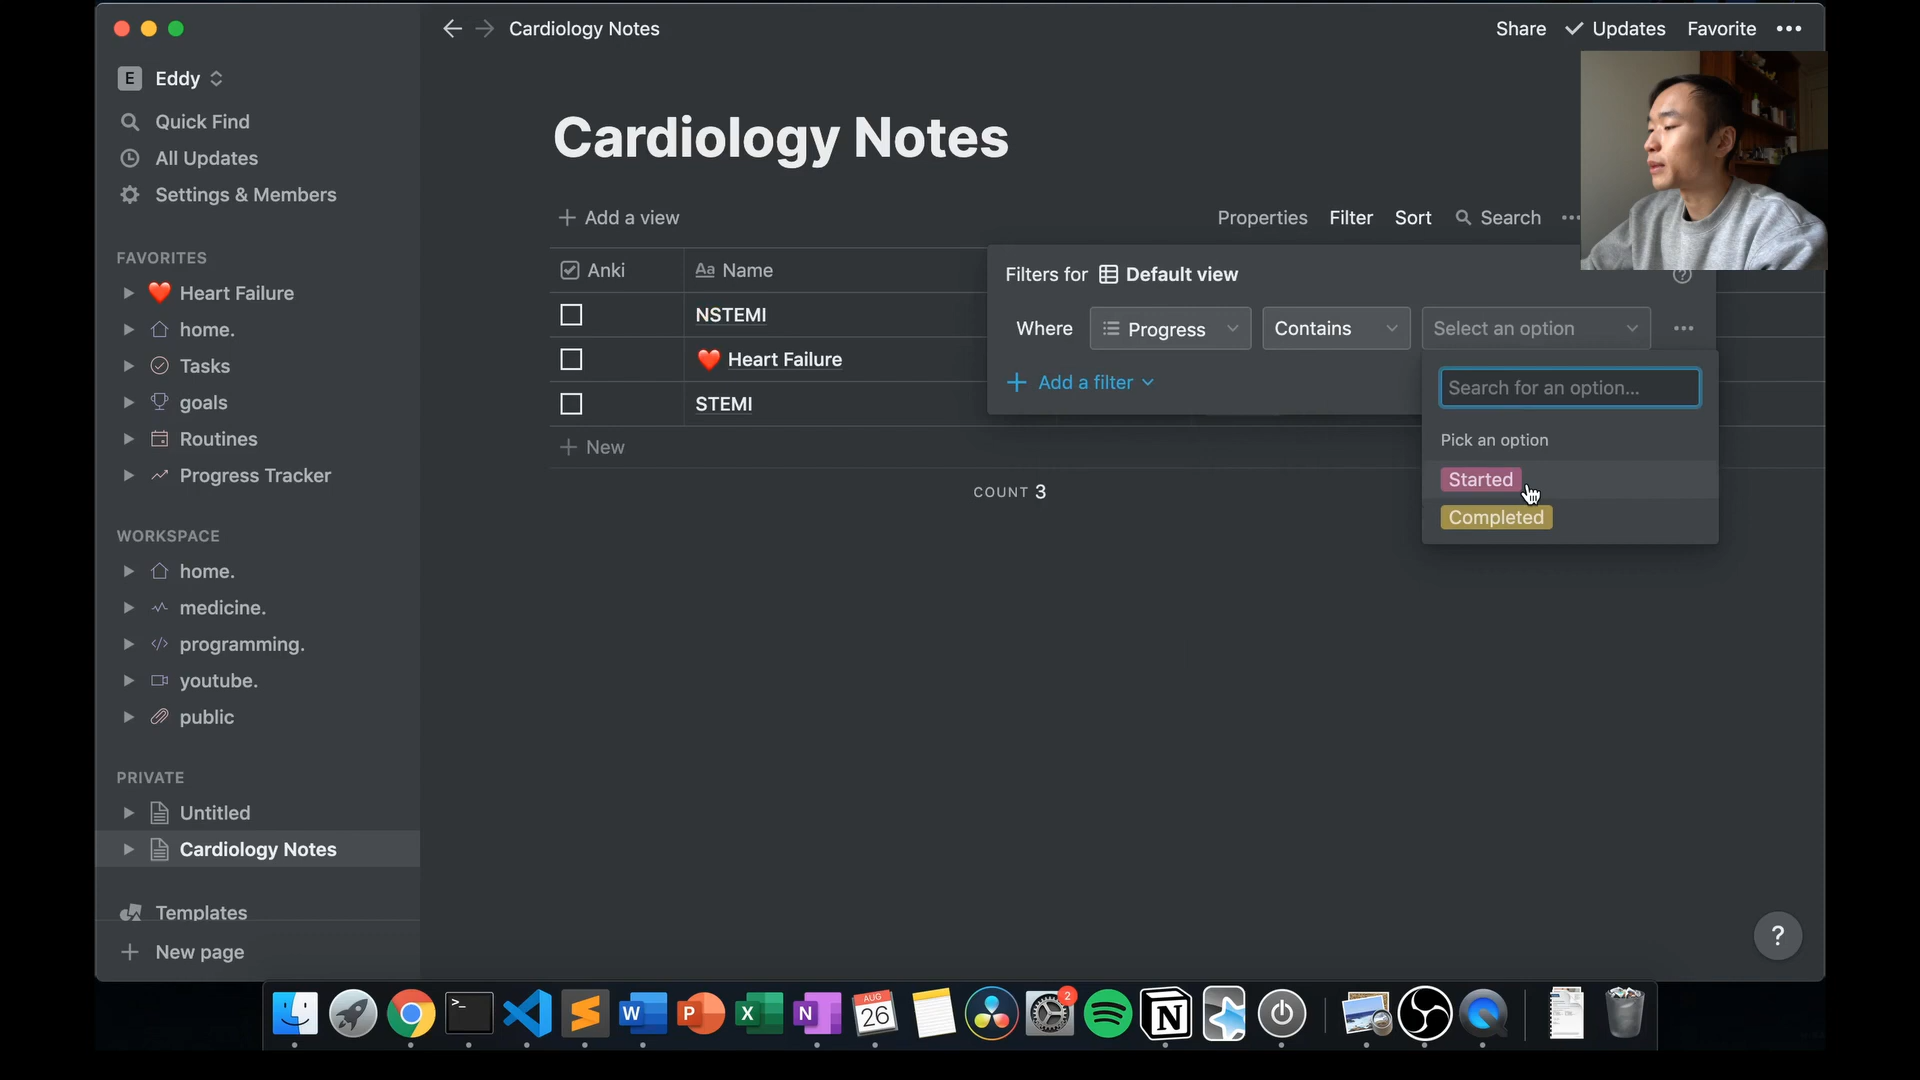 Cardiology Notes
Share Updates Favorite
E Eddy
Quick Find
All Updates
Settings & Members
FAVORITES
Heart Failure
home.
Tasks
goals
Routines
Progress Tracker
WORKSPACE
home.
medicine.
programming.
youtube.
public
PRIVATE
Untitled
Cardiology Notes
Templates
New page
Cardiology Notes
Add a view
Properties Filter Sort Search
Anki Aa Name
NSTEMI
Heart Failure
STEMI
New
COUNT 3
Filters for Default view
Where Progress Contains Select an option
Add a filter
Search for an option...
Pick an option
Started
Completed
?
>_ W P X N AUG 26 2 N